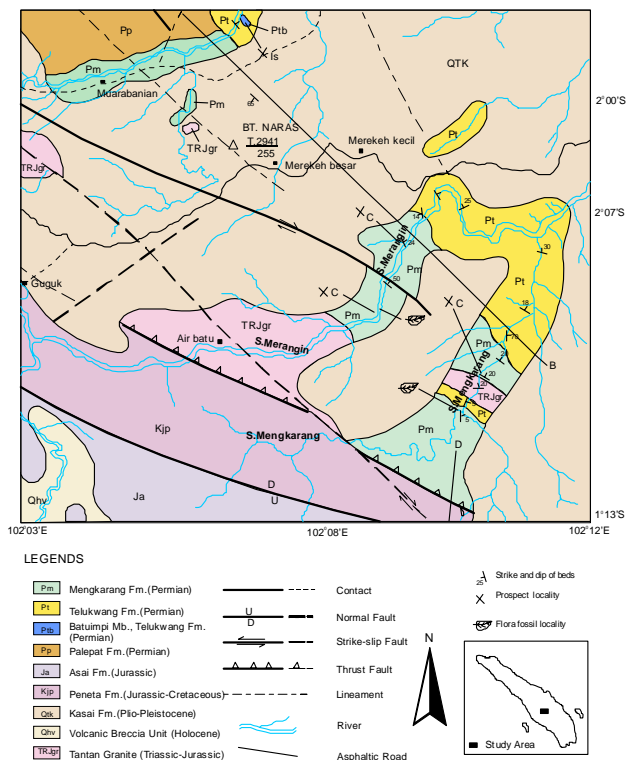 Pp
Pt
Ptb
Is
Pm
QTK
Muarabanian
65
Pm
2°00'S
BT. NARAS
T.2941
255
Merekeh kecil
Pt
TRJgr
Merekeh besar
TRJgr
2°07'S
C
14
25
Pt
24
S.Merangin
Pm
30
50
Guguk
C
C
Pt
18
TRJgr
Pm
Air batu
S.Merangin
Pm
70
24
B
20
S.Mengkarang
20
TRJgr
Pt
5
Kjp
S.Mengkarang
Pm
D
D
U
Ja
Qhv
1°13'S
102°03'E
102°08'E
102°12'E
LEGENDS
Pm Mengkarang Fm.(Permian)
Pt Telukwang Fm.(Permian)
Ptb Batuimpi Mb., Telukwang Fm.
(Permian)
Pp Palepat Fm.(Permian)
Ja Asai Fm.(Jurassic)
Kjp Peneta Fm.(Jurassic-Cretaceous)
Qtk Kasai Fm.(Plio-Pleistocene)
Qhv Volcanic Breccia Unit (Holocene)
TRJgr Tantan Granite (Triassic-Jurassic)
Contact
U
D
Normal Fault
Strike-slip Fault
Thrust Fault
Lineament
River
Asphaltic Road
25 Strike and dip of beds
Prospect locality
Flora fossil locality
N
Study Area